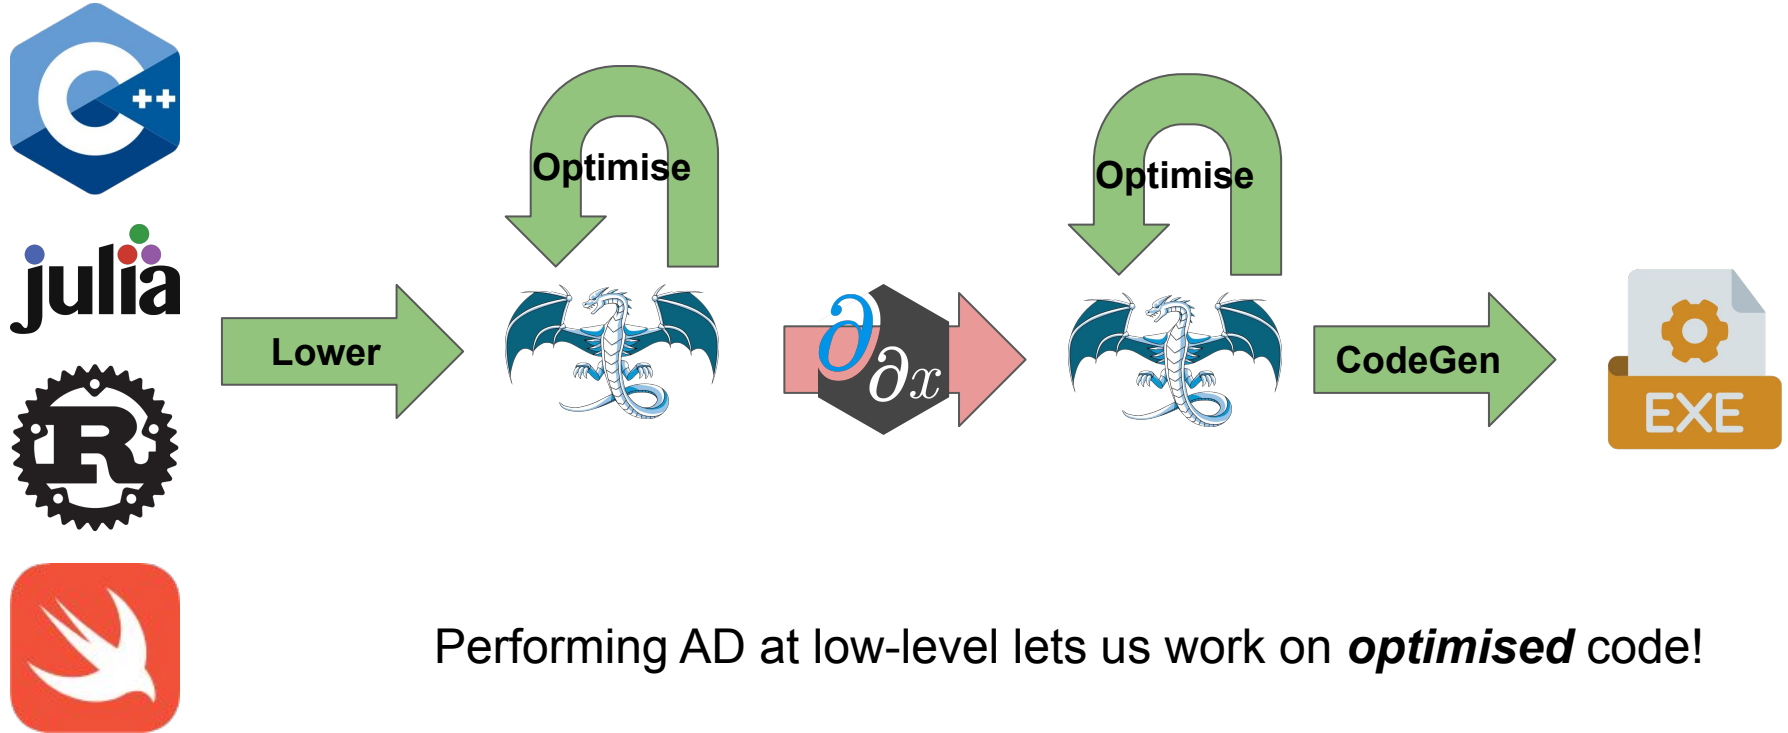 C++
Optimise
Optimise
julia
Lower
∂
∂x
CodeGen
EXE
R
Performing AD at low-level lets us work on optimised code!